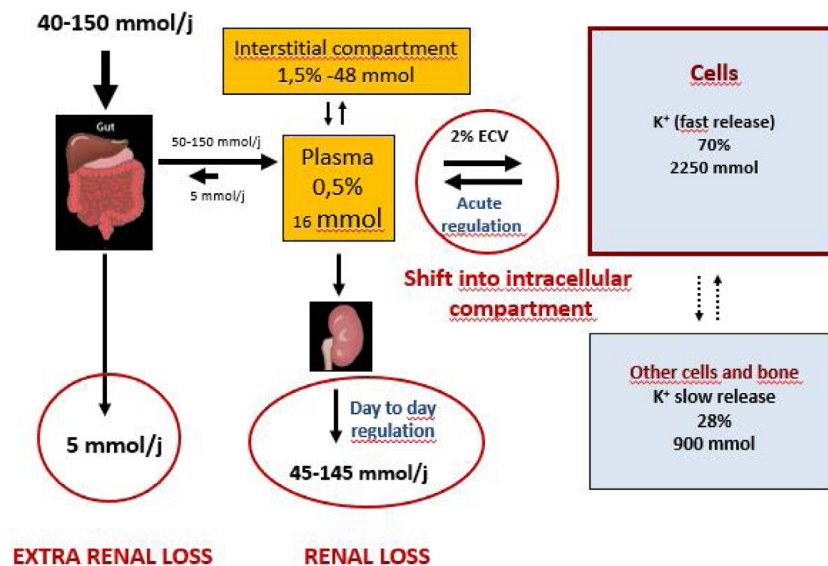 40-150 mmol/j
Interstitial compartment
1,5% -48 mmol
Gut
50-150 mmol/j
5 mmol/j
Plasma
0,5%
16 mmol
2% ECV
Acute
regulation
Cells
K⁺ (fast release)
70%
2250 mmol
Shift into intracellular
compartment
Other cells and bone
K⁺ slow release
28%
900 mmol
5 mmol/j
Day to day
regulation
45-145 mmol/j
EXTRA RENAL LOSS
RENAL LOSS